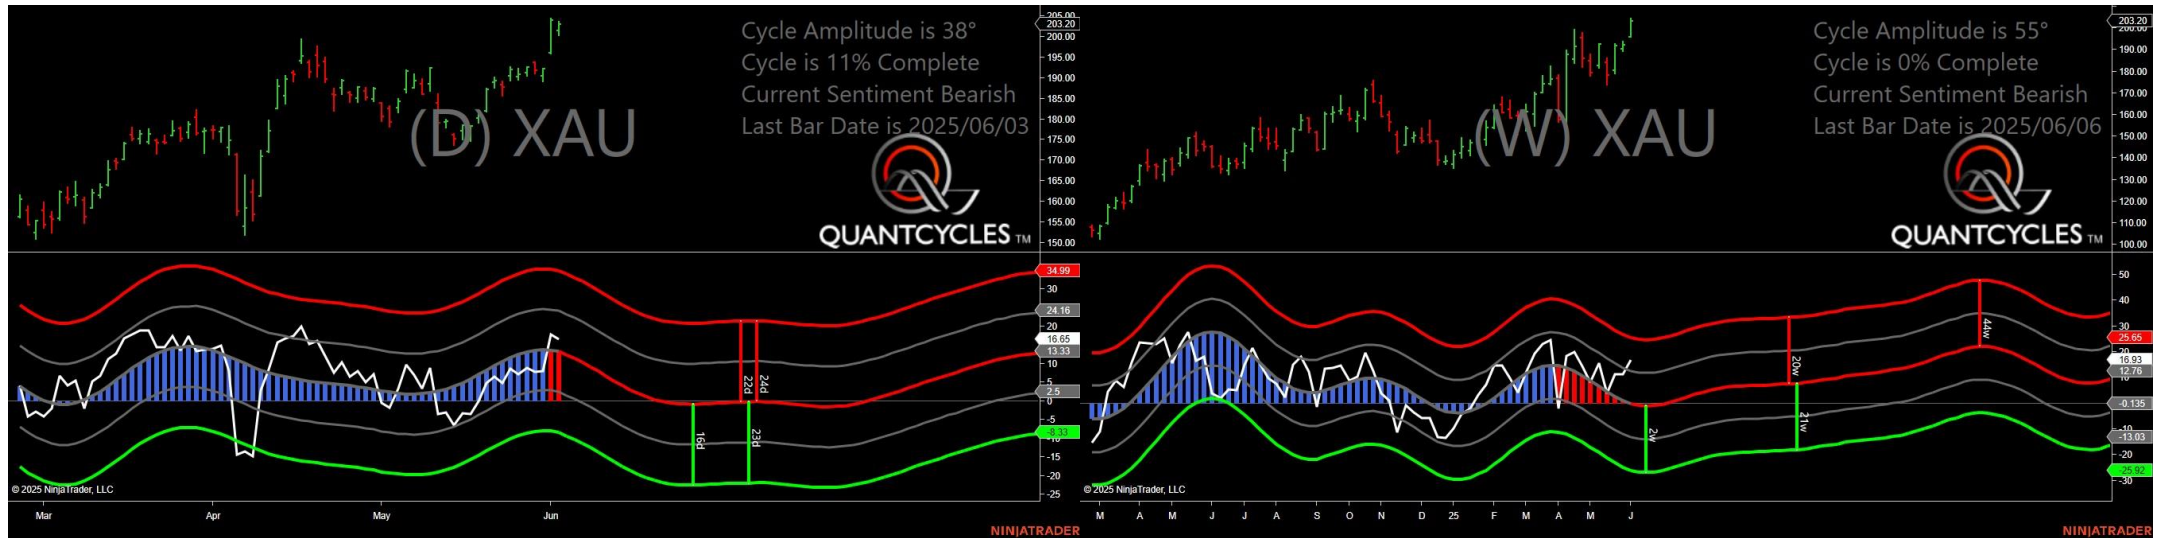 Cycle Amplitude is 38°
Cycle is 11% Complete
Current Sentiment Bearish
Last Bar Date is 2025/06/03
(D) XAU
QUANTCYCLES TM
205.00
203.20
200.00
195.00
190.00
185.00
180.00
175.00
170.00
165.00
160.00
155.00
150.00
34.99
30
24.16
20
16.65
13.33
10
5
2.5
0
-5
-8.33
-10
-15
-20
-25
16d
22d
24d
23d
© 2025 NinjaTrader, LLC
Mar Apr May Jun
NINJATRADER
Cycle Amplitude is 55°
Cycle is 0% Complete
Current Sentiment Bearish
Last Bar Date is 2025/06/06
(W) XAU
QUANTCYCLES TM
203.20
200.00
190.00
180.00
170.00
160.00
150.00
140.00
130.00
120.00
110.00
100.00
50
40
30
25.65
20
16.93
12.76
10
-0.135
-10
-13.03
-20
-25.92
-30
2w
20w
21w
44w
© 2025 NinjaTrader, LLC
M A M J J A S O N D 25 F M A M J
NINJATRADER